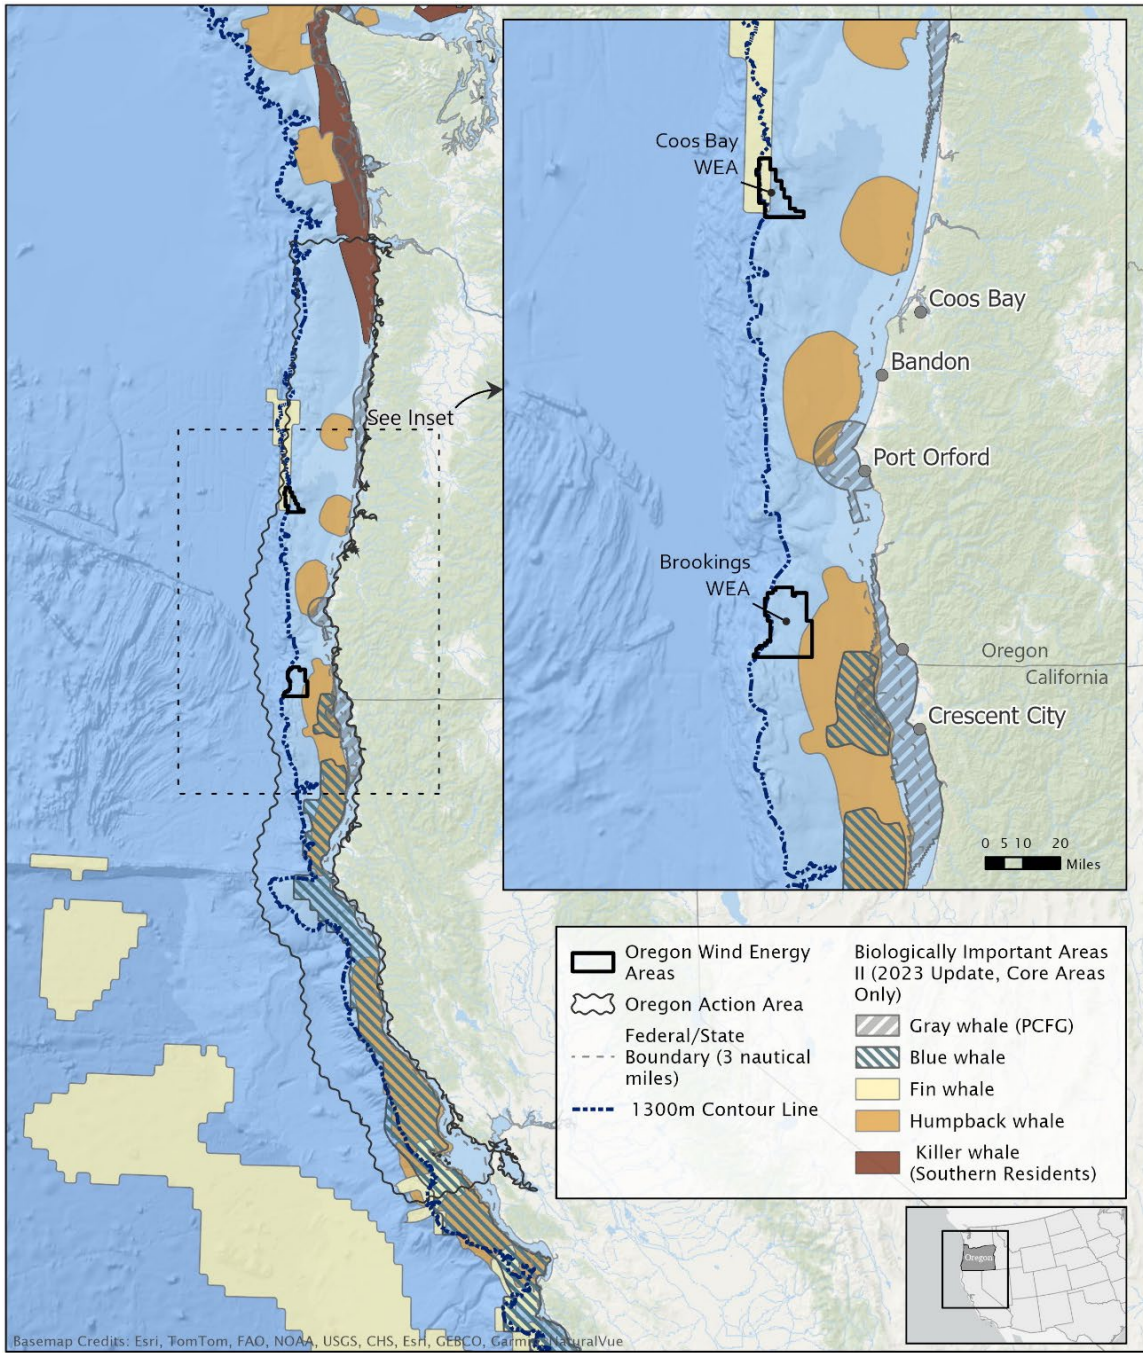 Coos Bay
WEA
Coos Bay
Bandon
See Inset
Port Orford
Brookings
WEA
Oregon
California
Crescent City
0 5 10 20
Miles
Oregon Wind Energy
Areas
Oregon Action Area
Federal/State
Boundary (3 nautical
miles)
1300m Contour Line
Biologically Important Areas
II (2023 Update, Core Areas
Only)
Gray whale (PCFG)
Blue whale
Fin whale
Humpback whale
Killer whale
(Southern Residents)
Oregon
Basemap Credits: Esri, TomTom, FAO, NOAA, USGS, CHS, Esri, GEBCO, Garmin, NaturalVue